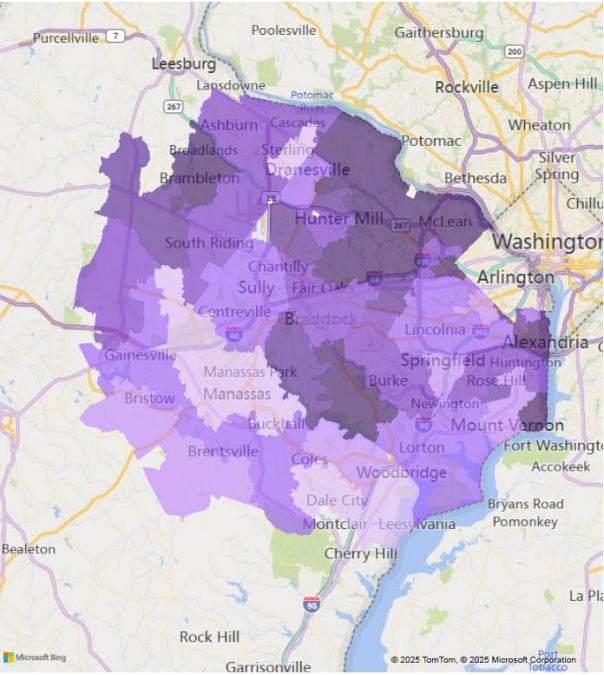 Poolesville
Gaithersburg
Purcellville
7
200
Leesburg
Rockville
Aspen Hill
Lansdowne
Potomac
River
267
Ashburn
Cascades
Wheaton
Broadlands
Sterling
Potomac
Silver
Spring
Dranesville
Brambleton
Bethesda
28
Chillu
Hunter Mill
267
McLean
South Riding
Washington
Chantilly
Arlington
Sully
Fair Oaks
66
Centreville
Braddock
Lincolnia
66
Alexandria
Gainesville
Springfield
Huntington
Manassas Park
Burke
Rose Hill
Manassas
Bristow
Newington
Buckhall
95
Mount Vernon
Brentsville
Lorton
Fort Washingto
Coles
Woodbridge
Accokeek
Dale City
Bryans Road
Montclair
Leesylvania
Pomonkey
Bealeton
Cherry Hill
La Pla
95
Rock Hill
Microsoft Bing
© 2025 TomTom, © 2025 Microsoft Corporation
Port
Tobacco
Garrisonville